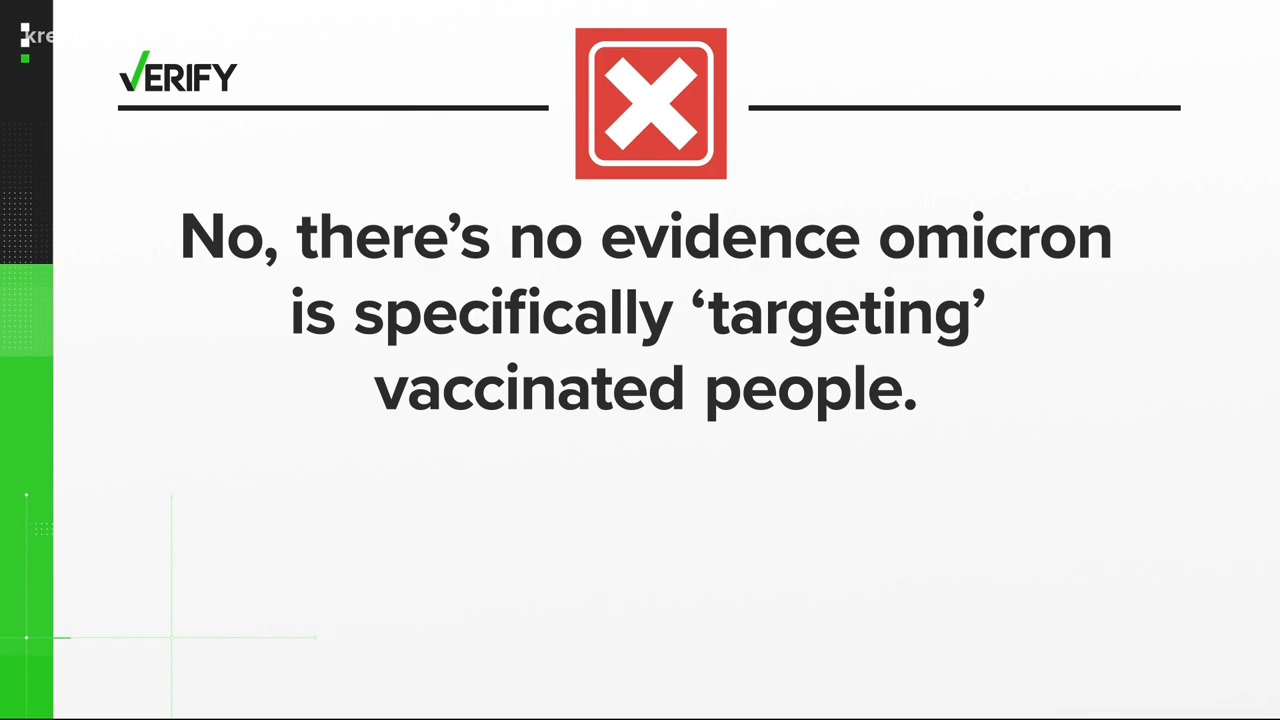 VERIFY
No, there’s no evidence omicron
is specifically ‘targeting’
vaccinated people.